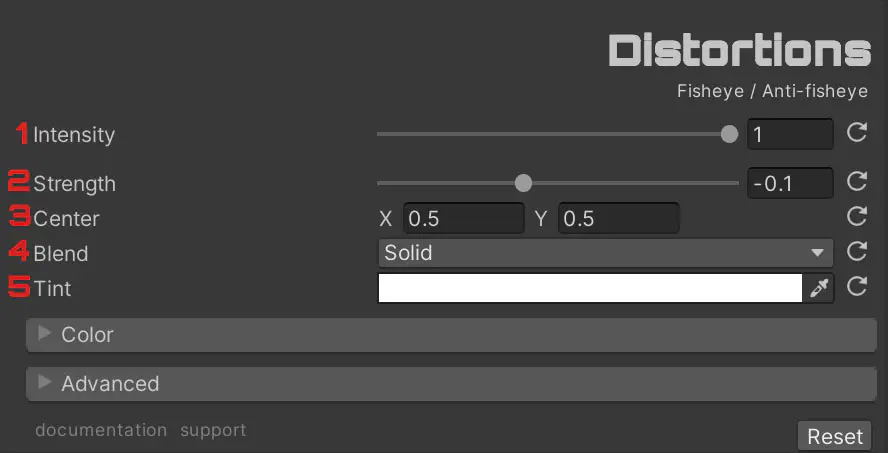 Distortions
Fisheye / Anti-fisheye
1 Intensity 1
2 Strength -0.1
3 Center X 0.5 Y 0.5
4 Blend Solid
5 Tint
Color
Advanced
documentation support Reset